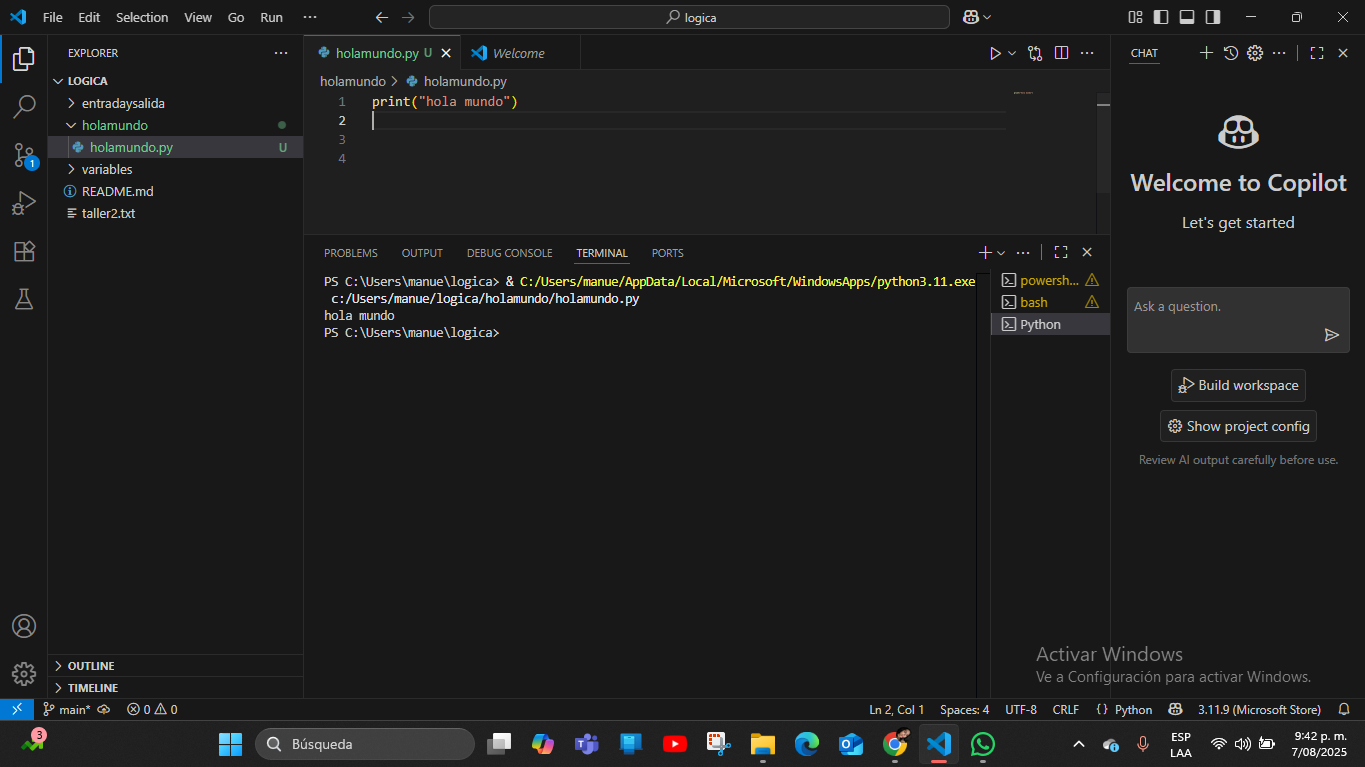 File Edit Selection View Go Run ···
logica
EXPLORER
LOGICA
entradaysalida
holamundo
holamundo.py U
variables
README.md
taller2.txt
OUTLINE
TIMELINE
holamundo.py U
Welcome
holamundo > holamundo.py
1 print("hola mundo")
2
3
4
PROBLEMS OUTPUT DEBUG CONSOLE TERMINAL PORTS
PS C:\Users\manue\logica> & C:/Users/manue/AppData/Local/Microsoft/WindowsApps/python3.11.exe
c:/Users/manue/logica/holamundo/holamundo.py
hola mundo
PS C:\Users\manue\logica>
powersh...
bash
Python
CHAT
Welcome to Copilot
Let's get started
Ask a question.
Build workspace
Show project config
Review AI output carefully before use.
Activar Windows
Ve a Configuración para activar Windows.
1
main* 0 0 Ln 2, Col 1 Spaces: 4 UTF-8 CRLF {} Python 3.11.9 (Microsoft Store)
3
Búsqueda
ESP
LAA
9:42 p. m.
7/08/2025